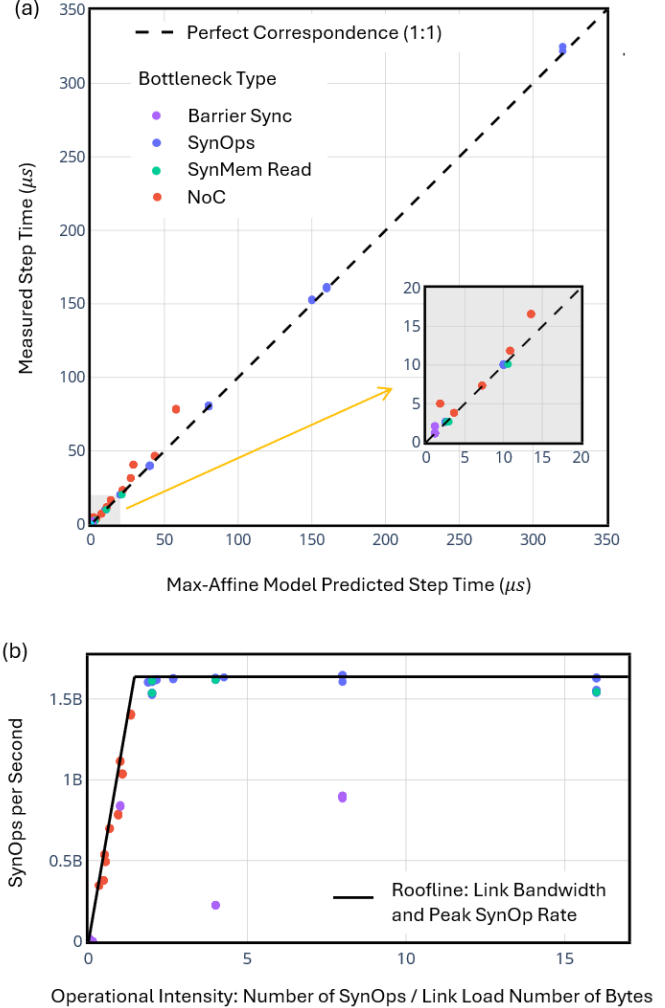 (a)
350
300
250
200
150
100
50
0
Measured Step Time (μs)
Perfect Correspondence (1:1)
Bottleneck Type
Barrier Sync
SynOps
SynMem Read
NoC
20
15
10
5
0
0 5 10 15 20
0 50 100 150 200 250 300 350
Max-Affine Model Predicted Step Time (μs)
(b)
1.5B
1B
0.5B
0
SynOps per Second
Roofline: Link Bandwidth
and Peak SynOp Rate
0 5 10 15
Operational Intensity: Number of SynOps / Link Load Number of Bytes